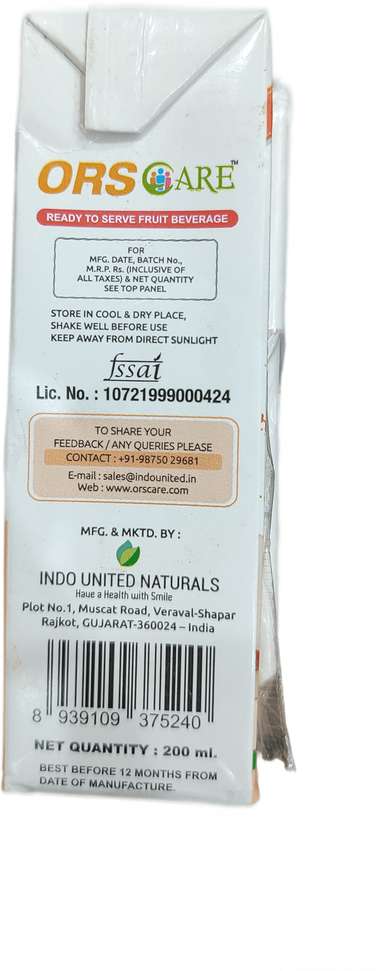 ORS CARE™
READY TO SERVE FRUIT BEVERAGE
FOR
MFG. DATE, BATCH No.,
M.R.P. Rs. (INCLUSIVE OF
ALL TAXES) & NET QUANTITY
SEE TOP PANEL
STORE IN COOL & DRY PLACE,
SHAKE WELL BEFORE USE
KEEP AWAY FROM DIRECT SUNLIGHT
fssai
Lic. No. : 10721999000424
TO SHARE YOUR
FEEDBACK / ANY QUERIES PLEASE
CONTACT : +91-98750 29681
E-mail : sales@indounited.in
Web : www.orscare.com
MFG. & MKTD. BY :
INDO UNITED NATURALS
Have a Health with Smile
Plot No.1, Muscat Road, Veraval-Shapar
Rajkot, GUJARAT-360024 – India
8 939109 375240
NET QUANTITY : 200 ml.
BEST BEFORE 12 MONTHS FROM
DATE OF MANUFACTURE.